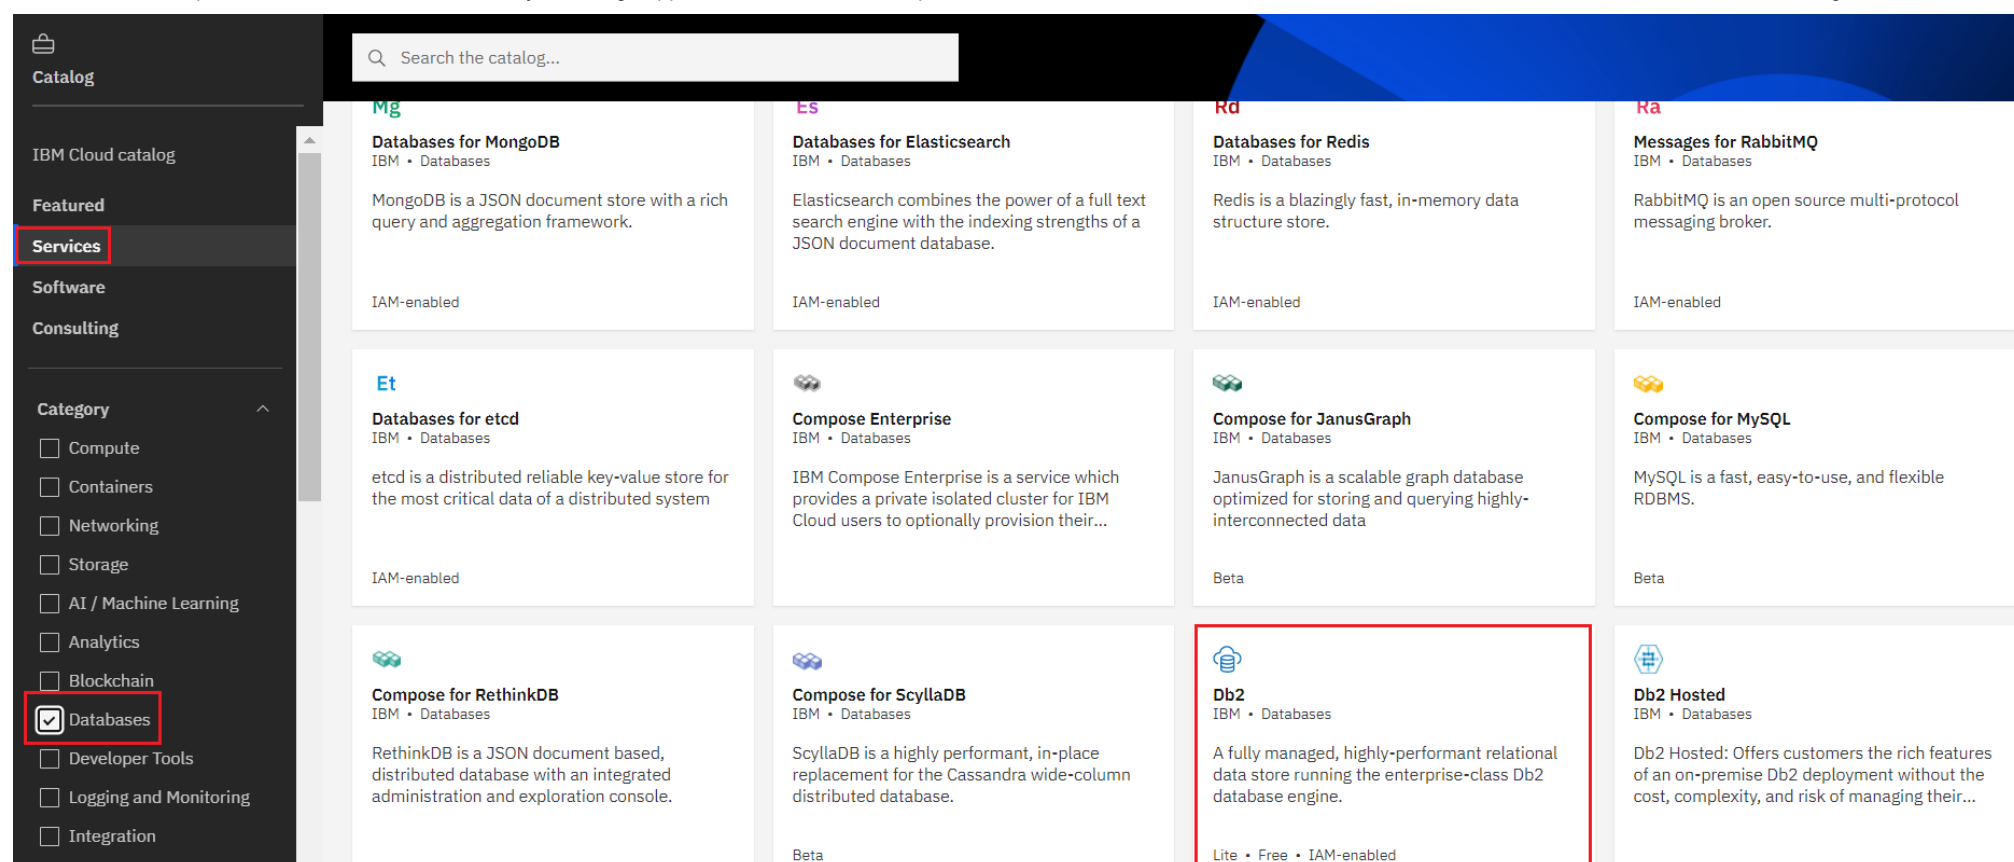 Catalog
Search the catalog...
IBM Cloud catalog
Featured
Services
Software
Consulting
Category
Compute
Containers
Networking
Storage
AI / Machine Learning
Analytics
Blockchain
Databases
Developer Tools
Logging and Monitoring
Integration
Mg
Databases for MongoDB
IBM • Databases
MongoDB is a JSON document store with a rich
query and aggregation framework.
IAM-enabled
Es
Databases for Elasticsearch
IBM • Databases
Elasticsearch combines the power of a full text
search engine with the indexing strengths of a
JSON document database.
IAM-enabled
Rd
Databases for Redis
IBM • Databases
Redis is a blazingly fast, in-memory data
structure store.
IAM-enabled
Ra
Messages for RabbitMQ
IBM • Databases
RabbitMQ is an open source multi-protocol
messaging broker.
IAM-enabled
Et
Databases for etcd
IBM • Databases
etcd is a distributed reliable key-value store for
the most critical data of a distributed system
IAM-enabled
Compose Enterprise
IBM • Databases
IBM Compose Enterprise is a service which
provides a private isolated cluster for IBM
Cloud users to optionally provision their...
Compose for JanusGraph
IBM • Databases
JanusGraph is a scalable graph database
optimized for storing and querying highly-
interconnected data
Beta
Compose for MySQL
IBM • Databases
MySQL is a fast, easy-to-use, and flexible
RDBMS.
Beta
Compose for RethinkDB
IBM • Databases
RethinkDB is a JSON document based,
distributed database with an integrated
administration and exploration console.
Compose for ScyllaDB
IBM • Databases
ScyllaDB is a highly performant, in-place
replacement for the Cassandra wide-column
distributed database.
Beta
Db2
IBM • Databases
A fully managed, highly-performant relational
data store running the enterprise-class Db2
database engine.
Lite • Free • IAM-enabled
Db2 Hosted
IBM • Databases
Db2 Hosted: Offers customers the rich features
of an on-premise Db2 deployment without the
cost, complexity, and risk of managing their...